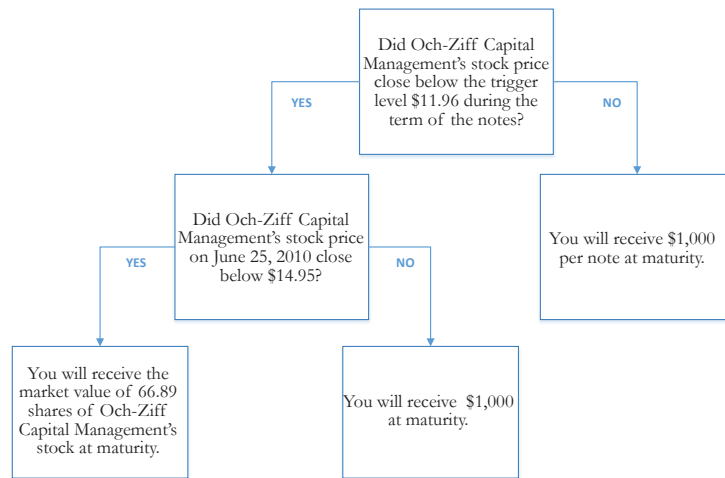 Did Och-Ziff Capital
Management's stock price
close below the trigger
level $11.96 during the
term of the notes?
YES
NO
Did Och-Ziff Capital
Management's stock price
on June 25, 2010 close
below $14.95?
You will receive $1,000
per note at maturity.
YES
NO
You will receive the
market value of 66.89
shares of Och-Ziff
Capital Management's
stock at maturity.
You will receive  $1,000
at maturity.